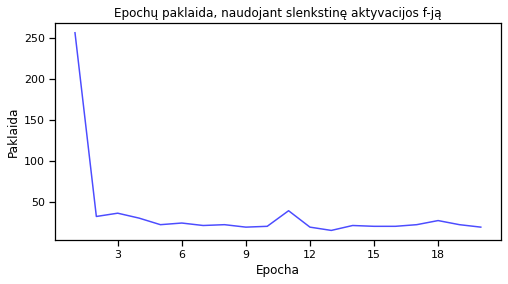 Epochų paklaida, naudojant slenkstinę aktyvacijos f-ją
Paklaida
250
200
150
100
50
3 6 9 12 15 18
Epocha